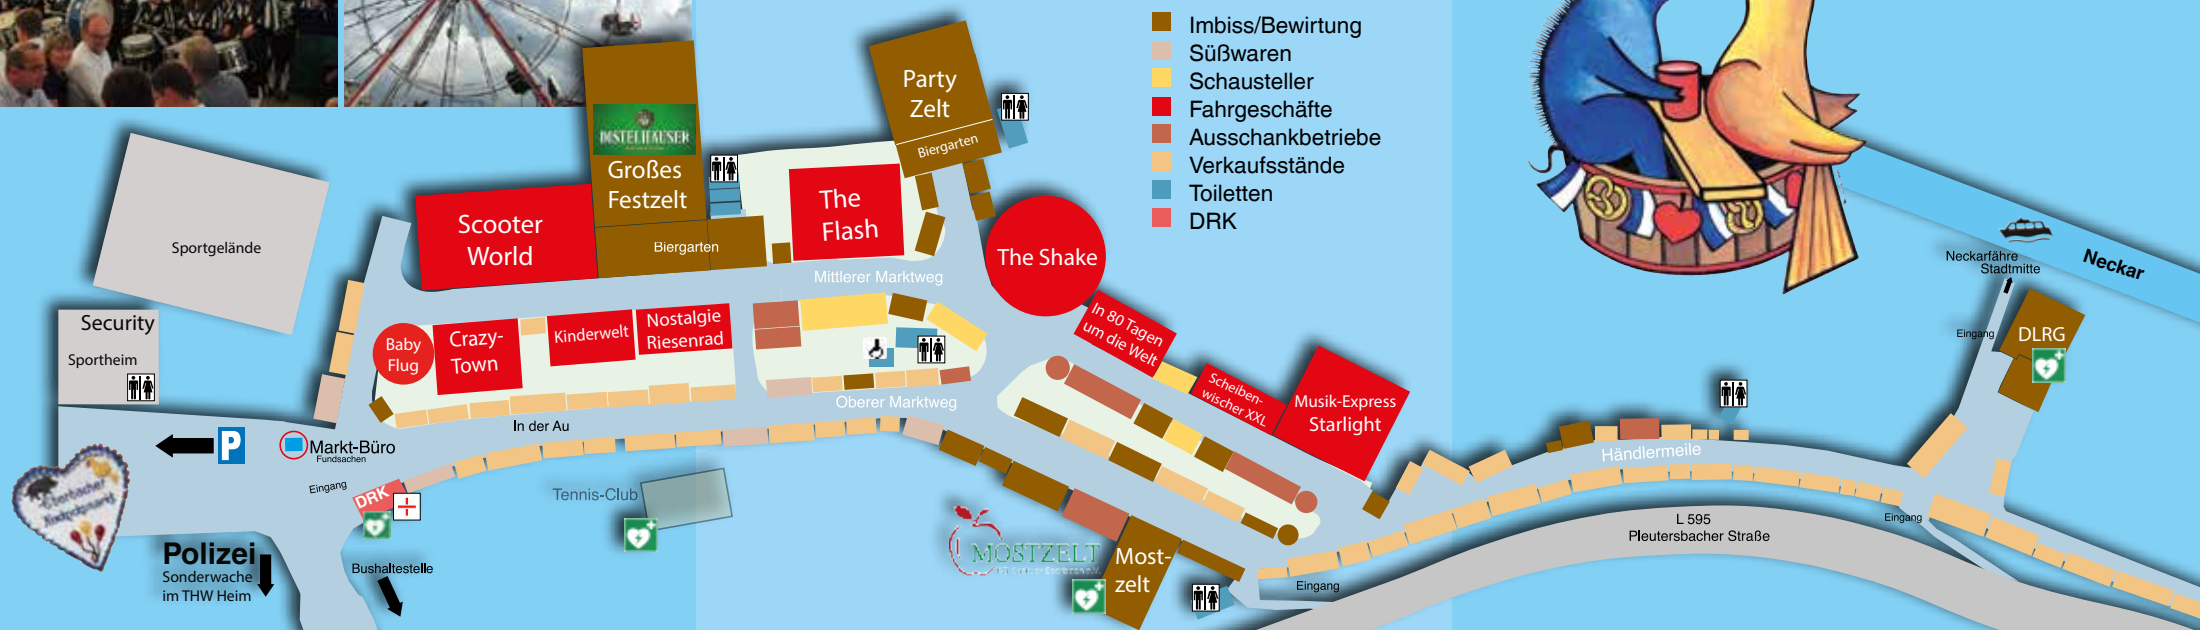 Imbiss/Bewirtung
Süßwaren
Schausteller
Fahrgeschäfte
Ausschankbetriebe
Verkaufsstände
Toiletten
DRK
DISTELHÄUSER
Großes
Festzelt
Biergarten
Party
Zelt
Biergarten
Scooter
World
The
Flash
The Shake
Mittlerer Marktweg
Sportgelände
Security
Sportheim
Baby
Flug
Crazy-
Town
Kinderwelt
Nostalgie
Riesenrad
In 80 Tagen
um die Welt
Scheiben-
wischer XXL
Musik-Express
Starlight
Oberer Marktweg
In der Au
P
Markt-Büro
Fundsachen
Eingang
DRK
Tennis-Club
Polizei
Sonderwache
im THW Heim
Bushaltestelle
MOSTZELT
Most-
zelt
Eingang
Händlermeile
L 595
Pleutersbacher Straße
Eingang
Eingang
DLRG
Neckarfähre
Stadtmitte
Neckar
Eberbacher